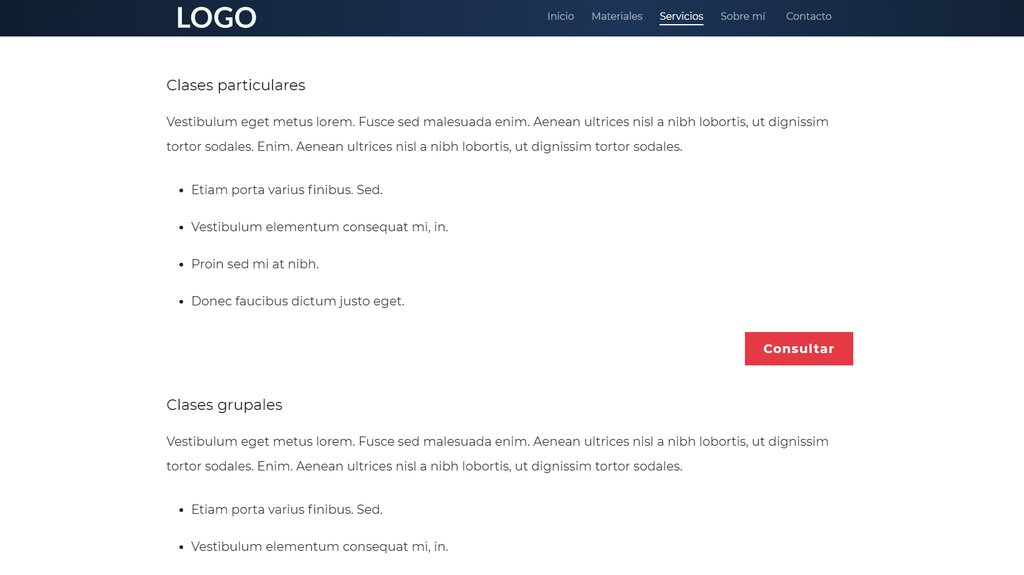 LOGO
Inicio Materiales Servicios Sobre mí Contacto
Clases particulares
Vestibulum eget metus lorem. Fusce sed malesuada enim. Aenean ultrices nisl a nibh lobortis, ut dignissim
tortor sodales. Enim. Aenean ultrices nisl a nibh lobortis, ut dignissim tortor sodales.
• Etiam porta varius finibus. Sed.
• Vestibulum elementum consequat mi, in.
• Proin sed mi at nibh.
• Donec faucibus dictum justo eget.
Consultar
Clases grupales
Vestibulum eget metus lorem. Fusce sed malesuada enim. Aenean ultrices nisl a nibh lobortis, ut dignissim
tortor sodales. Enim. Aenean ultrices nisl a nibh lobortis, ut dignissim tortor sodales.
• Etiam porta varius finibus. Sed.
• Vestibulum elementum consequat mi, in.